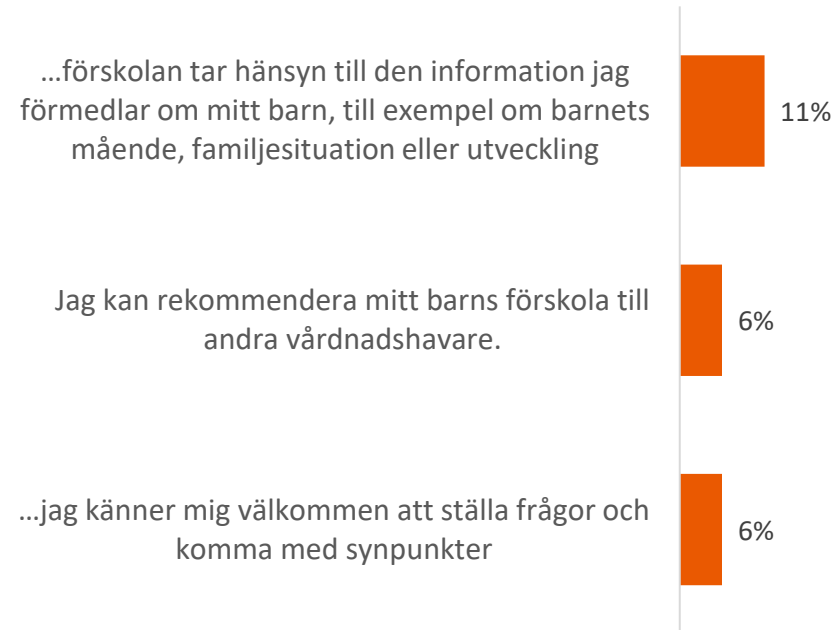 …förskolan tar hänsyn till den information jag
förmedlar om mitt barn, till exempel om barnets
mående, familjesituation eller utveckling
11%
Jag kan rekommendera mitt barns förskola till
andra vårdnadshavare.
6%
…jag känner mig välkommen att ställa frågor och
komma med synpunkter
6%